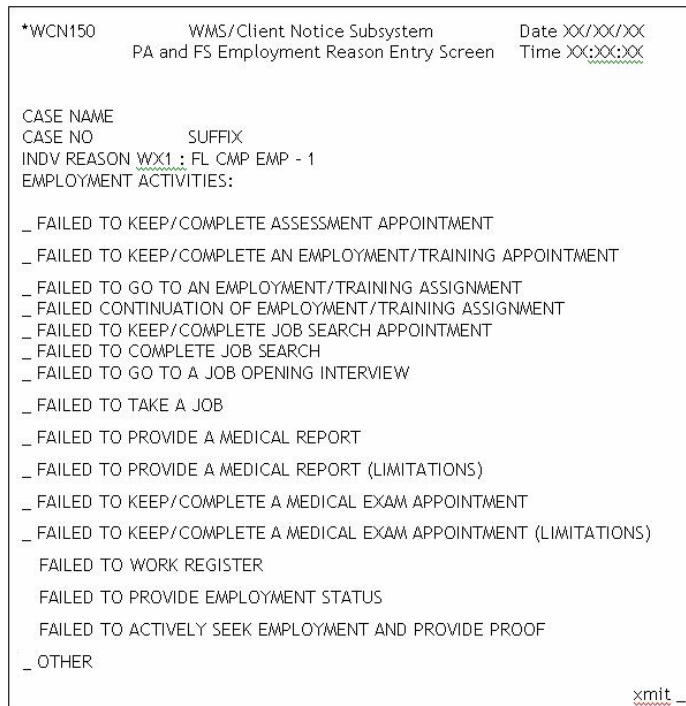 *WCN150 WMS/Client Notice Subsystem Date XX/XX/XX
PA and FS Employment Reason Entry Screen Time XX:XX:XX
CASE NAME
CASE NO SUFFIX
INDV REASON WX1 : FL CMP EMP - 1
EMPLOYMENT ACTIVITIES:
_ FAILED TO KEEP/COMPLETE ASSESSMENT APPOINTMENT
_ FAILED TO KEEP/COMPLETE AN EMPLOYMENT/TRAINING APPOINTMENT
_ FAILED TO GO TO AN EMPLOYMENT/TRAINING ASSIGNMENT
_ FAILED CONTINUATION OF EMPLOYMENT/TRAINING ASSIGNMENT
_ FAILED TO KEEP/COMPLETE JOB SEARCH APPOINTMENT
_ FAILED TO COMPLETE JOB SEARCH
_ FAILED TO GO TO A JOB OPENING INTERVIEW
_ FAILED TO TAKE A JOB
_ FAILED TO PROVIDE A MEDICAL REPORT
_ FAILED TO PROVIDE A MEDICAL REPORT (LIMITATIONS)
_ FAILED TO KEEP/COMPLETE A MEDICAL EXAM APPOINTMENT
_ FAILED TO KEEP/COMPLETE A MEDICAL EXAM APPOINTMENT (LIMITATIONS)
FAILED TO WORK REGISTER
FAILED TO PROVIDE EMPLOYMENT STATUS
FAILED TO ACTIVELY SEEK EMPLOYMENT AND PROVIDE PROOF
_ OTHER
xmit _